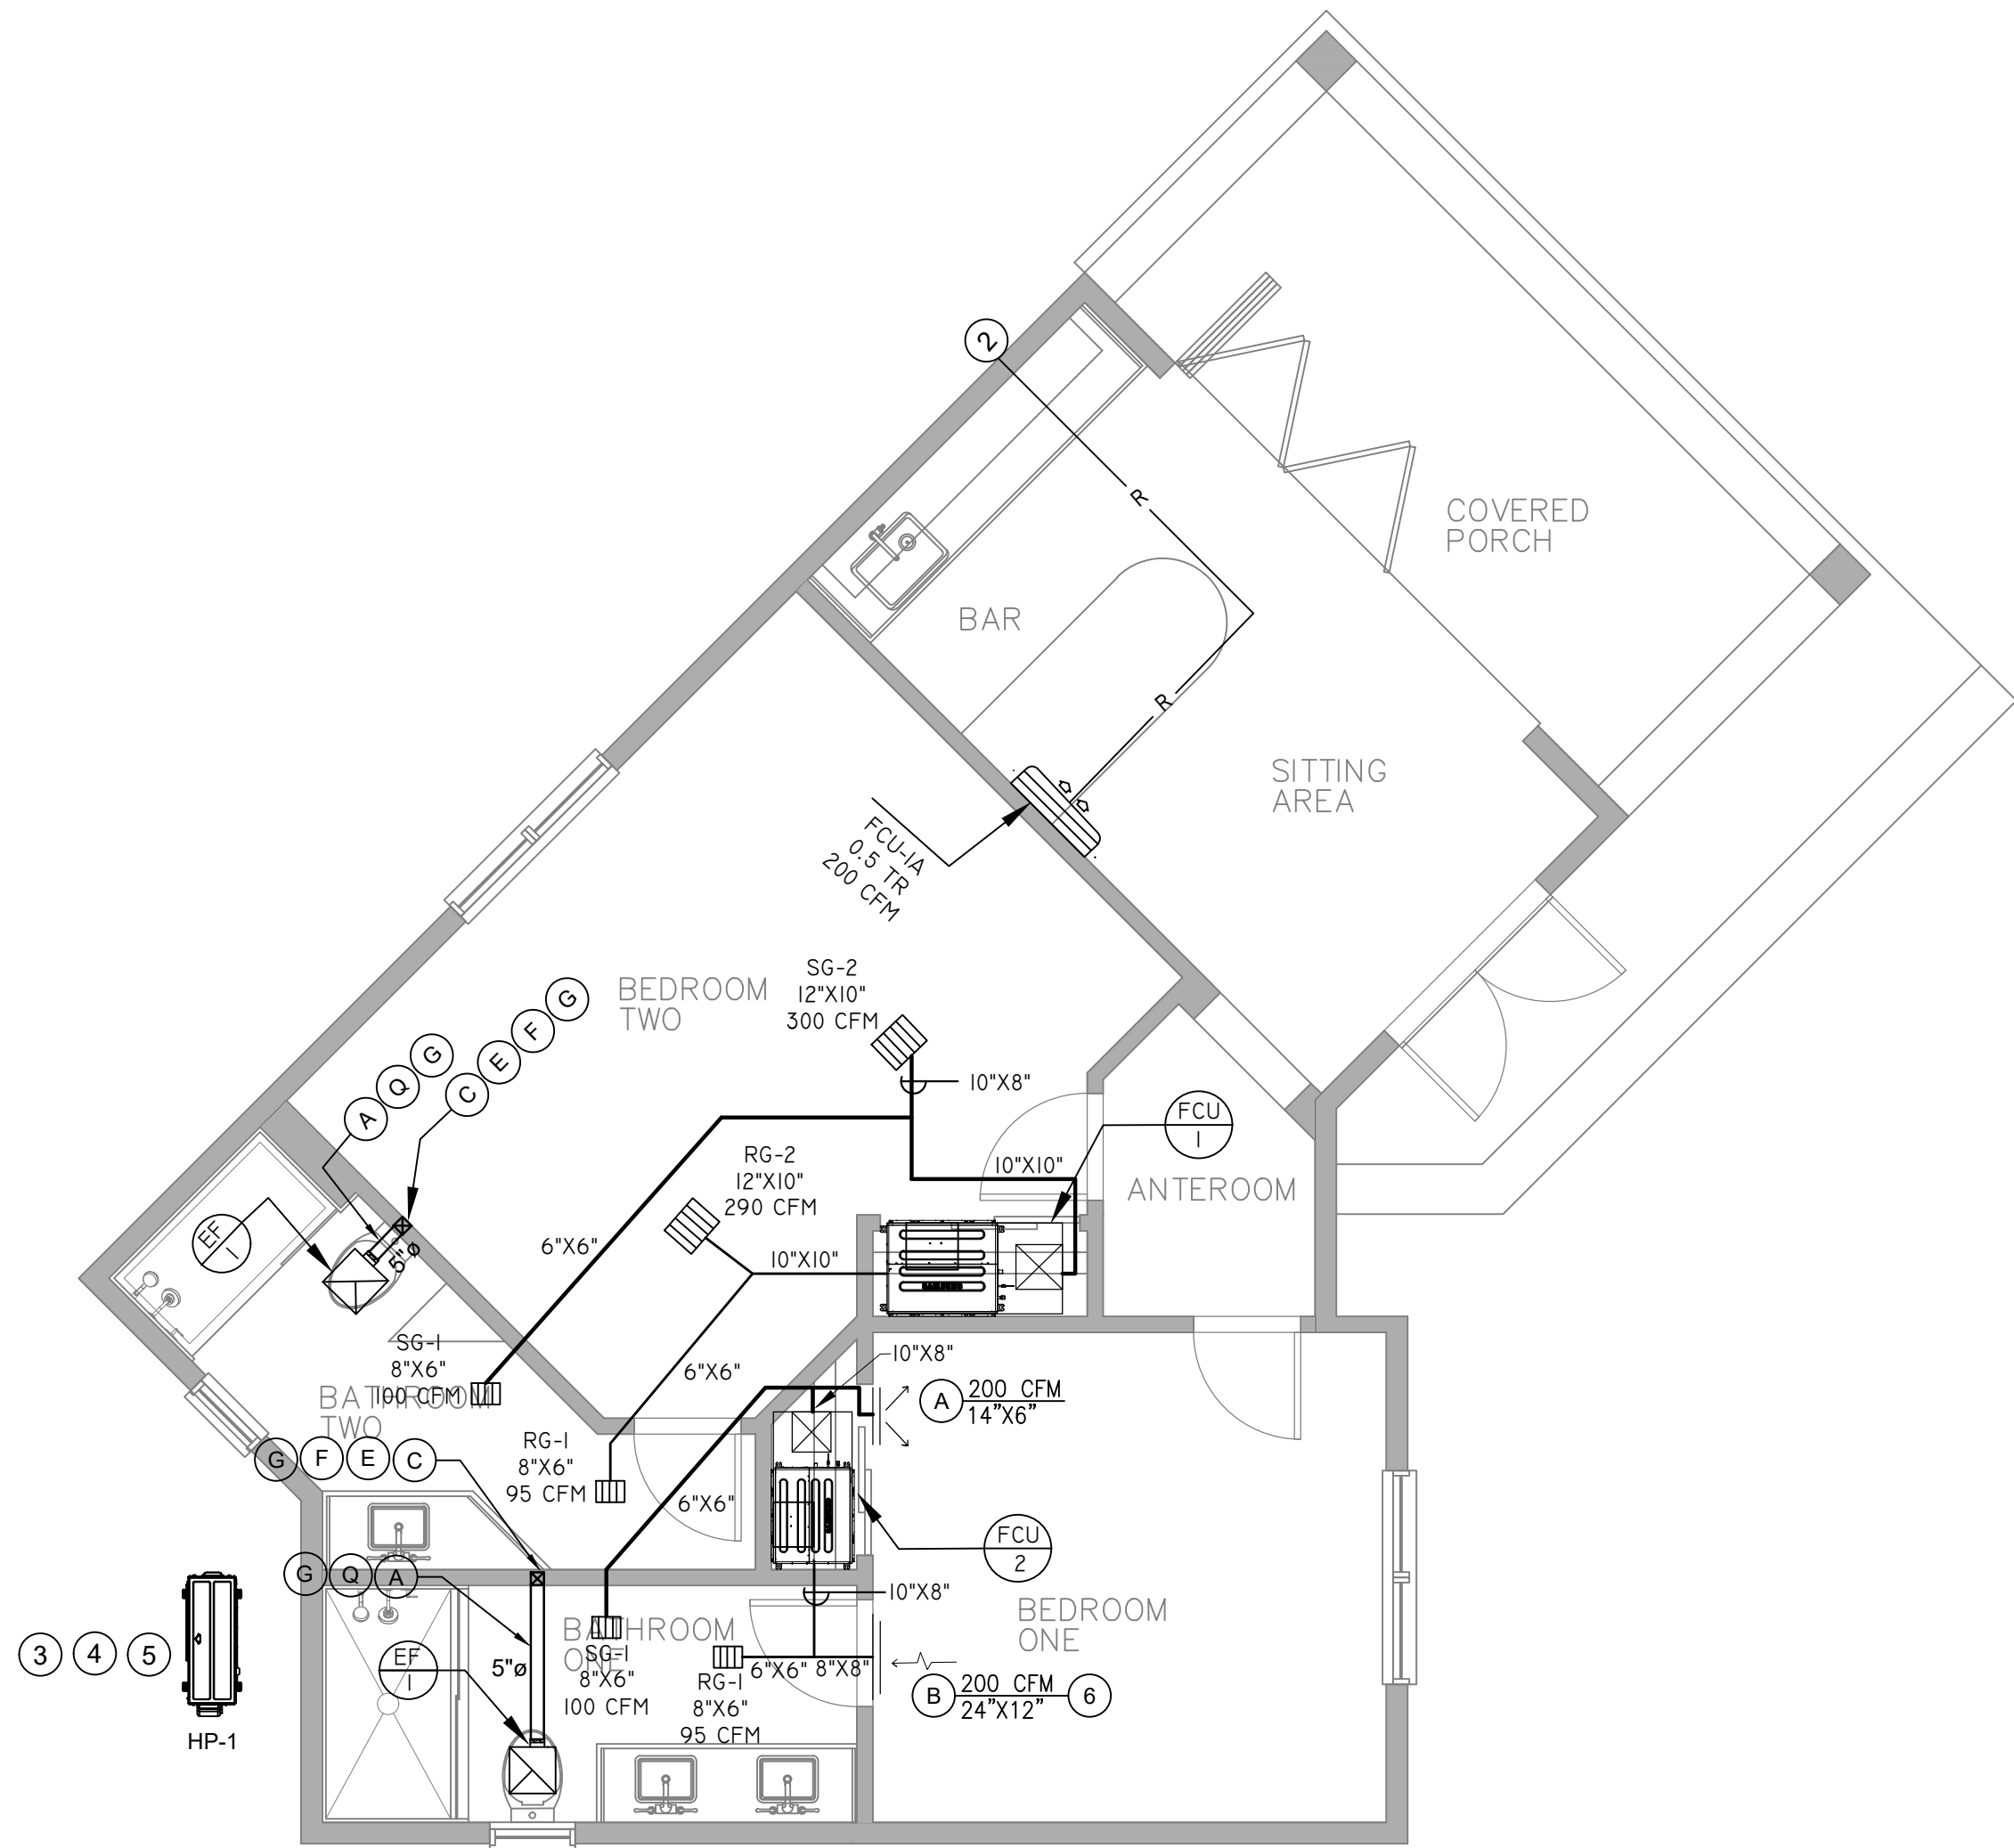 2
R
COVERED
PORCH
BAR
R
SITTING
AREA
FCU-1A
0.5 TR
200 CFM
SG-2
12"X10"
300 CFM
BEDROOM
TWO
A Q G
C E F G
10"X8"
FCU
1
RG-2
12"X10"
290 CFM
10"X10"
ANTEROOM
EF
1
5"ø
6"X6"
10"X10"
SG-1
8"X6"
100 CFM
BATHROOM
TWO
6"X6"
10"X8"
A 200 CFM
14"X6"
G F E C
RG-1
8"X6"
95 CFM
6"X6"
FCU
2
G Q A
10"X8"
BEDROOM
ONE
BATHROOM
ONE
3 4 5
HP-1
EF
1
5"ø
SG-1
8"X6"
100 CFM
RG-1
8"X6"
95 CFM
6"X6" 8"X8"
B 200 CFM 6
24"X12"